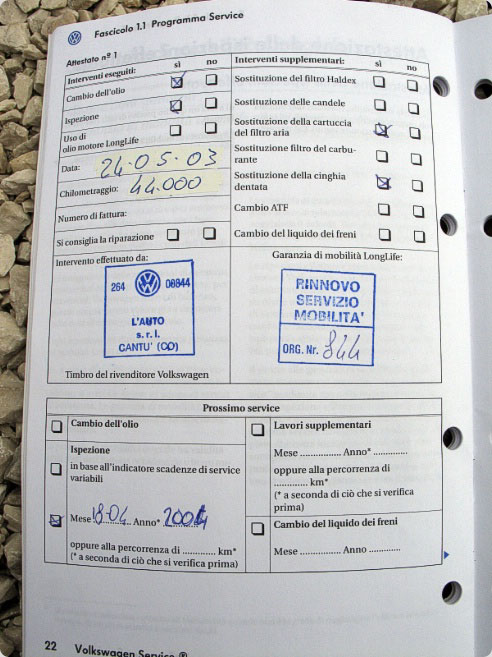 Fascicolo 1.1 Programma Service
Attestato nº 1
Interventi eseguiti: sì no
Cambio dell'olio
Ispezione
Uso di
olio motore LongLife
Data: 24.05.03
Chilometraggio: 44.000
Numero di fattura:
Si consiglia la riparazione
Interventi supplementari: sì no
Sostituzione del filtro Haldex
Sostituzione delle candele
Sostituzione della cartuccia
del filtro aria
Sostituzione filtro del carbu-
rante
Sostituzione della cinghia
dentata
Cambio ATF
Cambio del liquido dei freni
Intervento effettuato da:
264 08844
L'AUTO
s.r.l.
CANTU' (CO)
Timbro del rivenditore Volkswagen
Garanzia di mobilità LongLife:
RINNOVO
SERVIZIO
MOBILITA'
ORG. Nr. 844
Prossimo service
Cambio dell'olio
Ispezione
in base all'indicatore scadenze di service
variabili
Mese 18.04 Anno* 2004
oppure alla percorrenza di ............ km*
(* a seconda di ciò che si verifica prima)
Lavori supplementari
Mese ............... Anno* ...............
oppure alla percorrenza di
............ km*
(* a seconda di ciò che si verifica
prima)
Cambio del liquido dei freni
Mese ............... Anno .............
22 Volkswagen Service ®